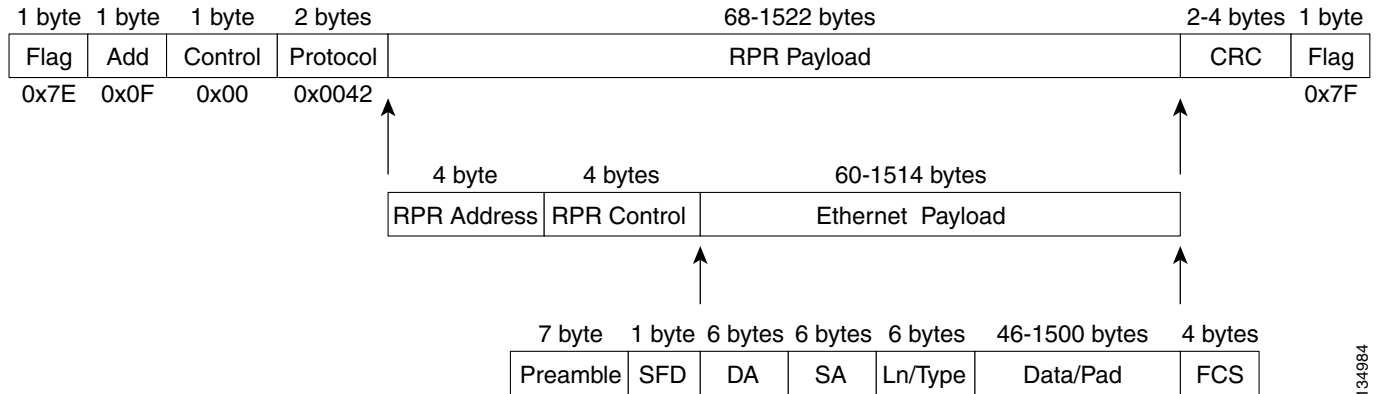 1 byte 1 byte 1 byte 2 bytes 68-1522 bytes 2-4 bytes 1 byte
Flag Add Control Protocol RPR Payload CRC Flag
0x7E 0x0F 0x00 0x0042 0x7F
4 byte 4 bytes 60-1514 bytes
RPR Address RPR Control Ethernet Payload
7 byte 1 byte 6 bytes 6 bytes 6 bytes 46-1500 bytes 4 bytes
Preamble SFD DA SA Ln/Type Data/Pad FCS
134984